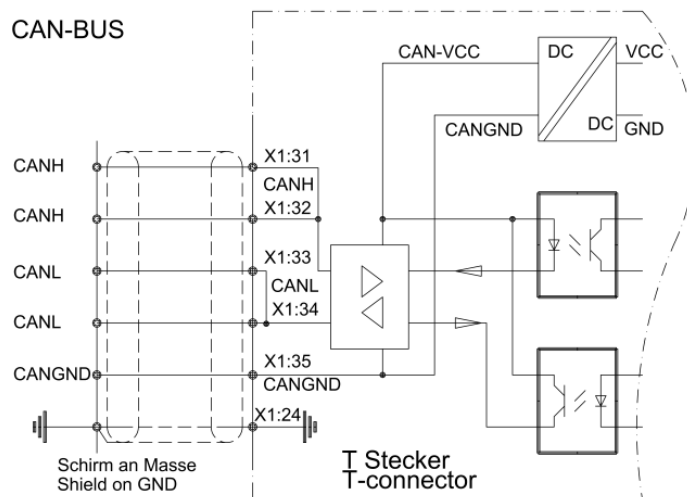 CAN-BUS
CAN-VCC
DC
VCC
CANGND
DC
GND
CANH
X1:31
CANH
CANH
X1:32
CANL
X1:33
CANL
CANL
X1:34
CANGND
X1:35
CANGND
X1:24
Schirm an Masse
Shield on GND
T Stecker
T-connector